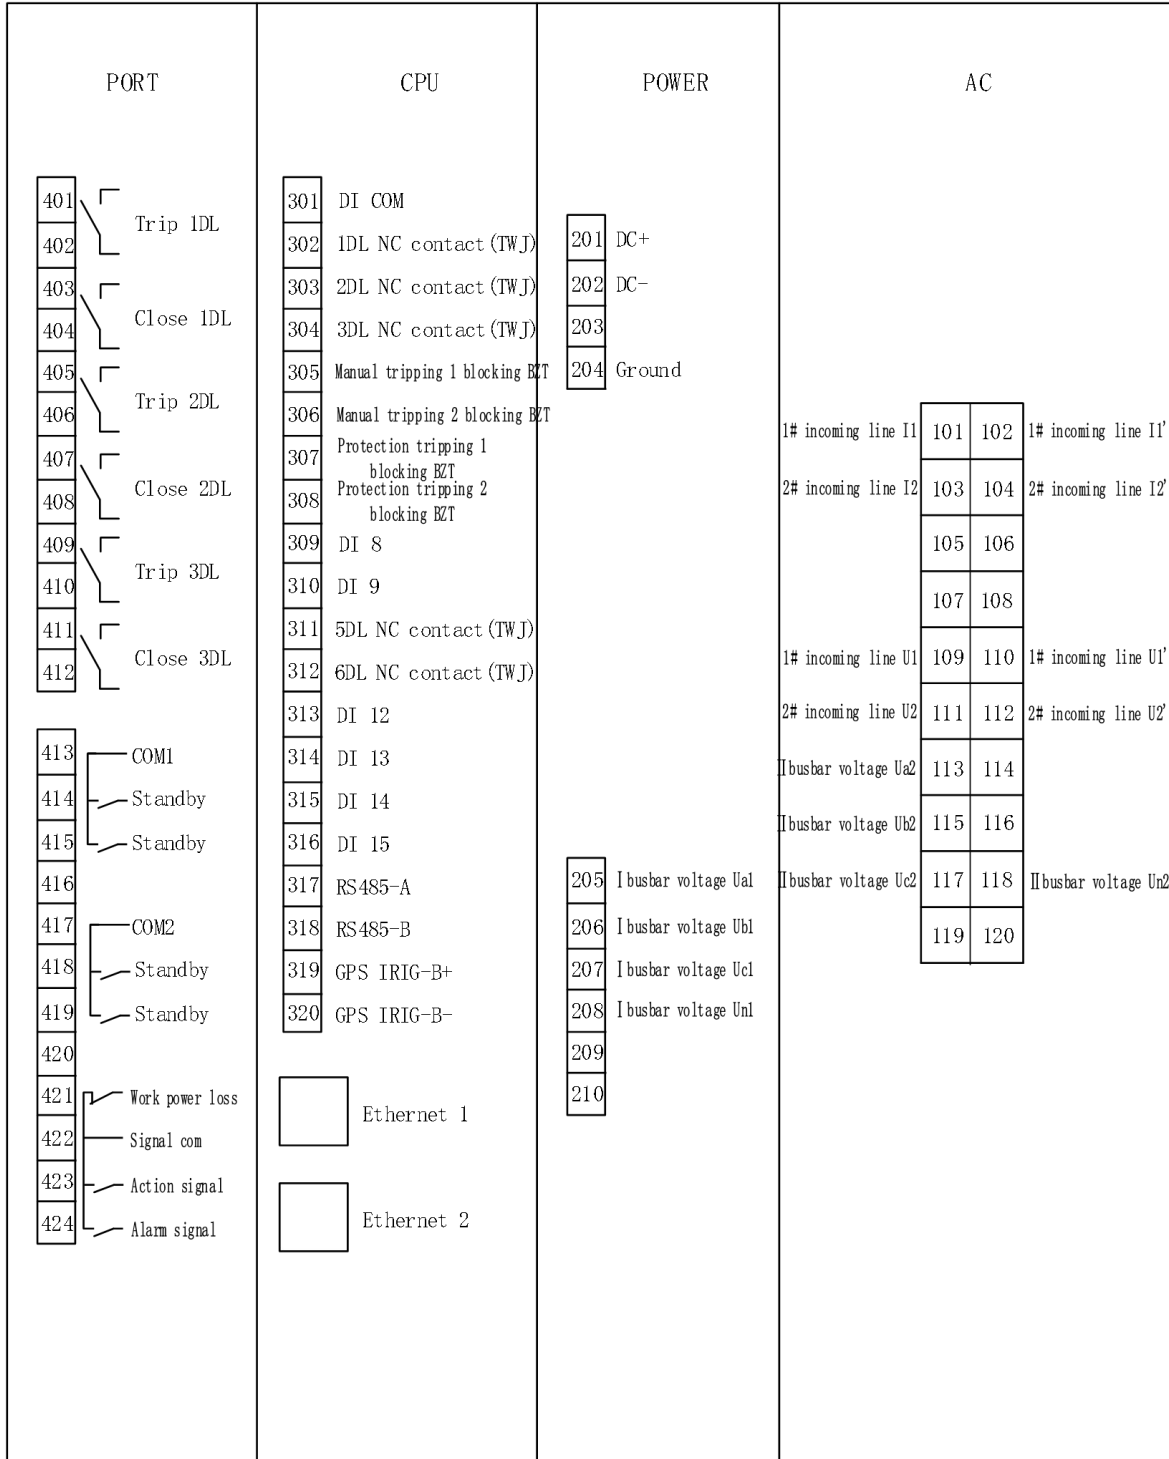 PORT
401
Trip 1DL
402
403
Close 1DL
404
405
Trip 2DL
406
407
Close 2DL
408
409
Trip 3DL
410
411
Close 3DL
412
413 COM1
414 Standby
415 Standby
416
417 COM2
418 Standby
419 Standby
420
421 Work power loss
422 Signal com
423 Action signal
424 Alarm signal
CPU
301 DI COM
302 1DL NC contact(TWJ)
303 2DL NC contact(TWJ)
304 3DL NC contact(TWJ)
305 Manual tripping 1 blocking BZT
306 Manual tripping 2 blocking BZT
307 Protection tripping 1
blocking BZT
308 Protection tripping 2
blocking BZT
309 DI 8
310 DI 9
311 5DL NC contact(TWJ)
312 6DL NC contact(TWJ)
313 DI 12
314 DI 13
315 DI 14
316 DI 15
317 RS485-A
318 RS485-B
319 GPS IRIG-B+
320 GPS IRIG-B-
Ethernet 1
Ethernet 2
POWER
201 DC+
202 DC-
203
204 Ground
205 I busbar voltage Ua1
206 I busbar voltage Ub1
207 I busbar voltage Uc1
208 I busbar voltage Un1
209
210
AC
1# incoming line I1 101 102 1# incoming line I1'
2# incoming line I2 103 104 2# incoming line I2'
105 106
107 108
1# incoming line U1 109 110 1# incoming line U1'
2# incoming line U2 111 112 2# incoming line U2'
II busbar voltage Ua2 113 114
II busbar voltage Ub2 115 116
II busbar voltage Uc2 117 118 II busbar voltage Un2
119 120